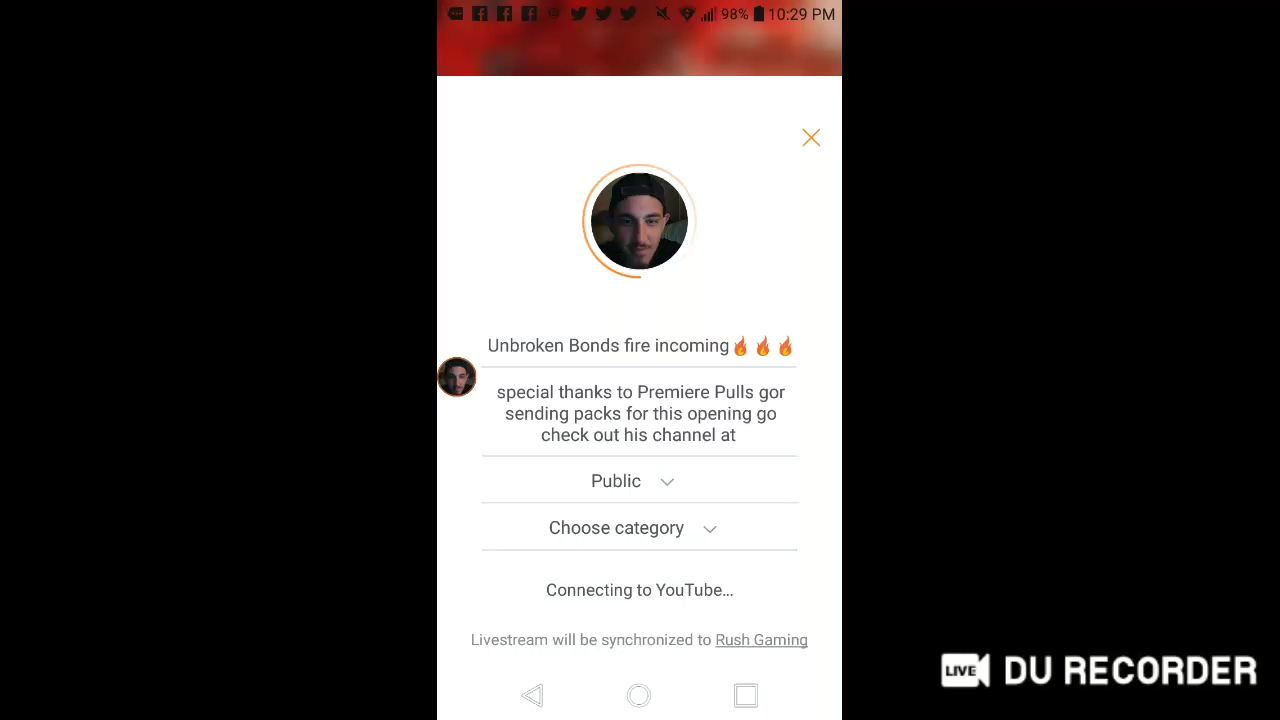 98% 10:29 PM
Unbroken Bonds fire incoming🔥🔥🔥
special thanks to Premiere Pulls gor
sending packs for this opening go
check out his channel at
Public
Choose category
Connecting to YouTube...
Livestream will be synchronized to Rush Gaming
LIVE DU RECORDER